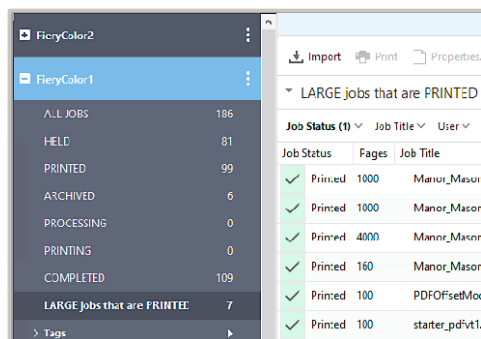 FieryColor2
FieryColor1
ALL JOBS 186
HELD 81
PRINTED 99
ARCHIVED 6
PROCESSING 0
PRINTING 0
COMPLETED 109
LARGE jobs that are PRINTED 7
Tags
Import Print Properties
LARGE jobs that are PRINTED
Job Status (1) Job Title User
Job Status Pages Job Title
Printed 1000 Manor_Mason
Printed 1000 Manor_Mason
Printed 4000 Manor_Mason
Printed 160 Manor_Mason
Printed 100 PDFOffsetMod
Printed 100 starter_pdfvt1.